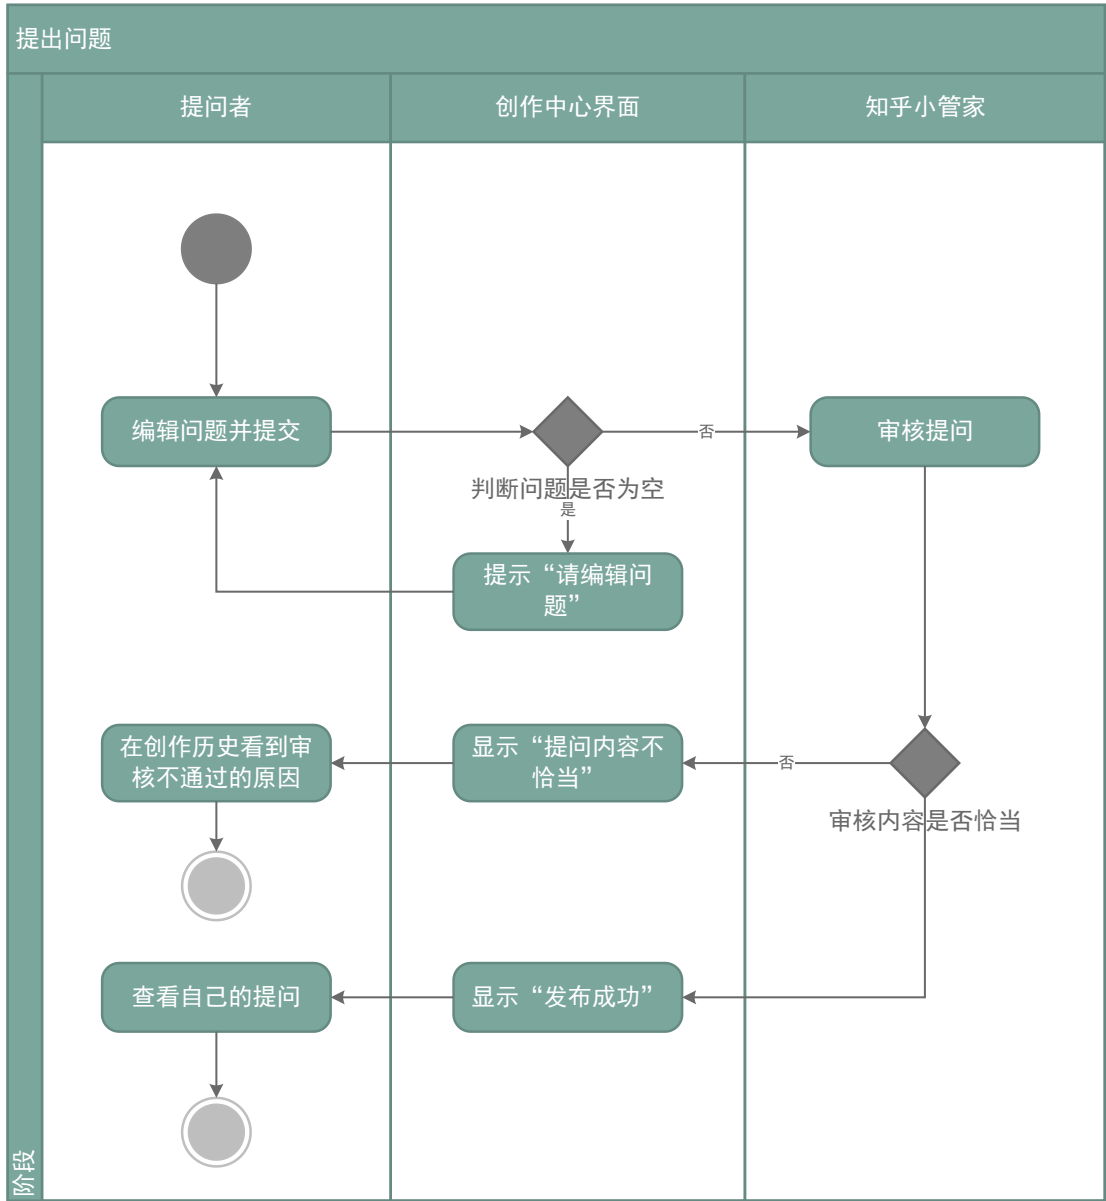 提出问题
提问者
创作中心界面
知乎小管家
编辑问题并提交
否
审核提问
判断问题是否为空
是
提示“请编辑问
题”
在创作历史看到审
核不通过的原因
显示“提问内容不
恰当”
否
审核内容是否恰当
查看自己的提问
显示“发布成功”
阶段